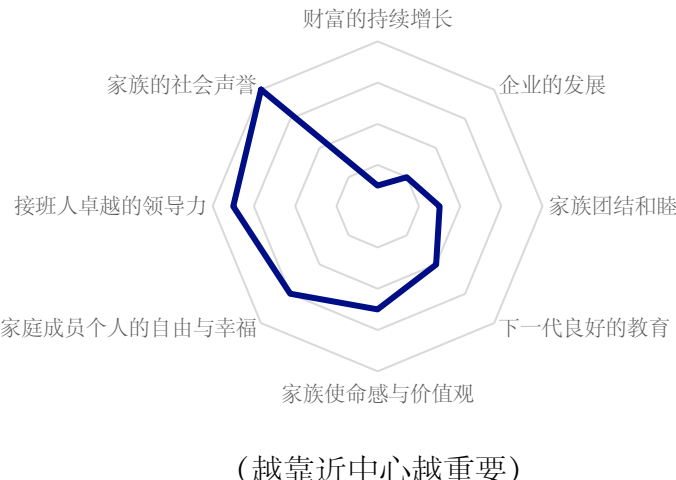 财富的持续增长
家族的社会声誉
企业的发展
接班人卓越的领导力
家族团结和睦
家庭成员个人的自由与幸福
下一代良好的教育
家族使命感与价值观
（越靠近中心越重要）